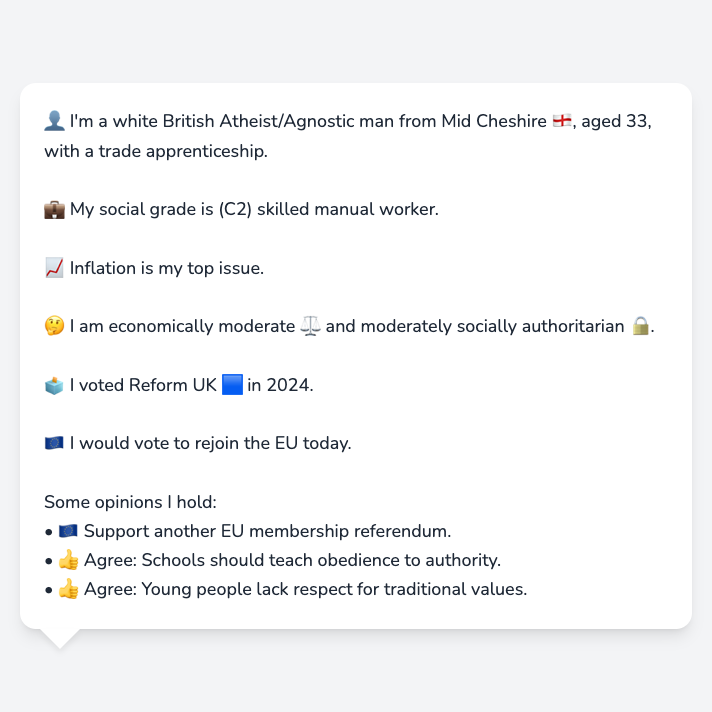 👤 I'm a white British Atheist/Agnostic man from Mid Cheshire 🏴󠁧󠁢󠁥󠁮󠁧󠁿, aged 33,
with a trade apprenticeship.
💼 My social grade is (C2) skilled manual worker.
📈 Inflation is my top issue.
🤔 I am economically moderate ⚖️ and moderately socially authoritarian 🔒.
🗳️ I voted Reform UK 🟦 in 2024.
🇪🇺 I would vote to rejoin the EU today.
Some opinions I hold:
• 🇪🇺 Support another EU membership referendum.
• 👍 Agree: Schools should teach obedience to authority.
• 👍 Agree: Young people lack respect for traditional values.